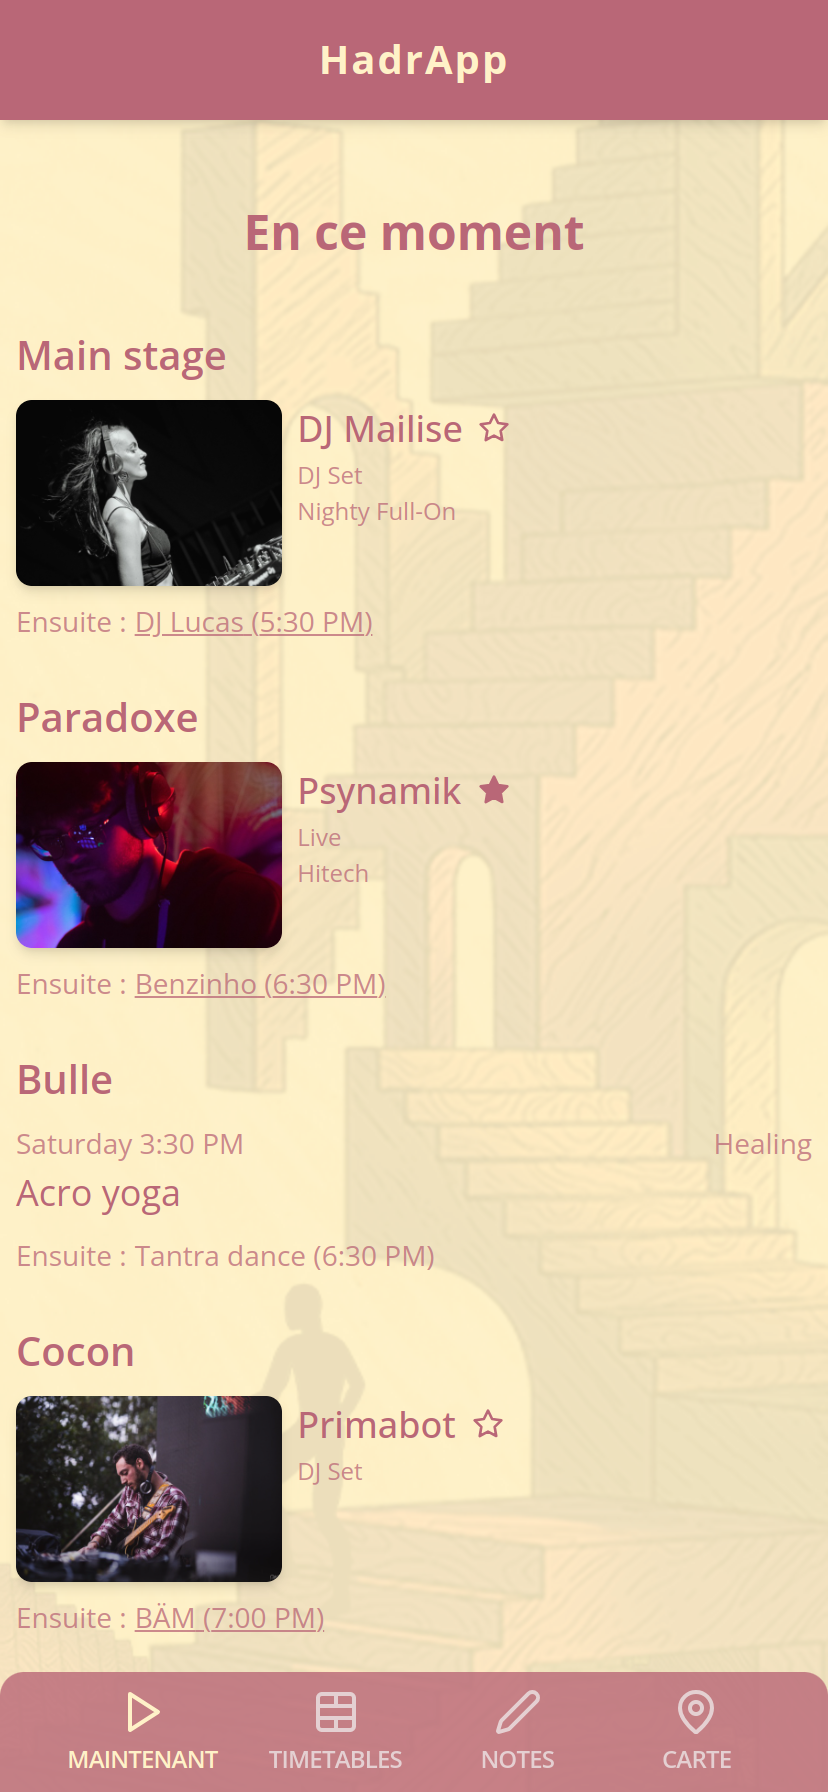 HadrApp
En ce moment
Main stage
DJ Mailise
DJ Set
Nighty Full-On
Ensuite : DJ Lucas (5:30 PM)
Paradoxe
Psynamik
Live
Hitech
Ensuite : Benzinho (6:30 PM)
Bulle
Saturday 3:30 PM Healing
Acro yoga
Ensuite : Tantra dance (6:30 PM)
Cocon
Primabot
DJ Set
Ensuite : BÄM (7:00 PM)
MAINTENANT TIMETABLES NOTES CARTE